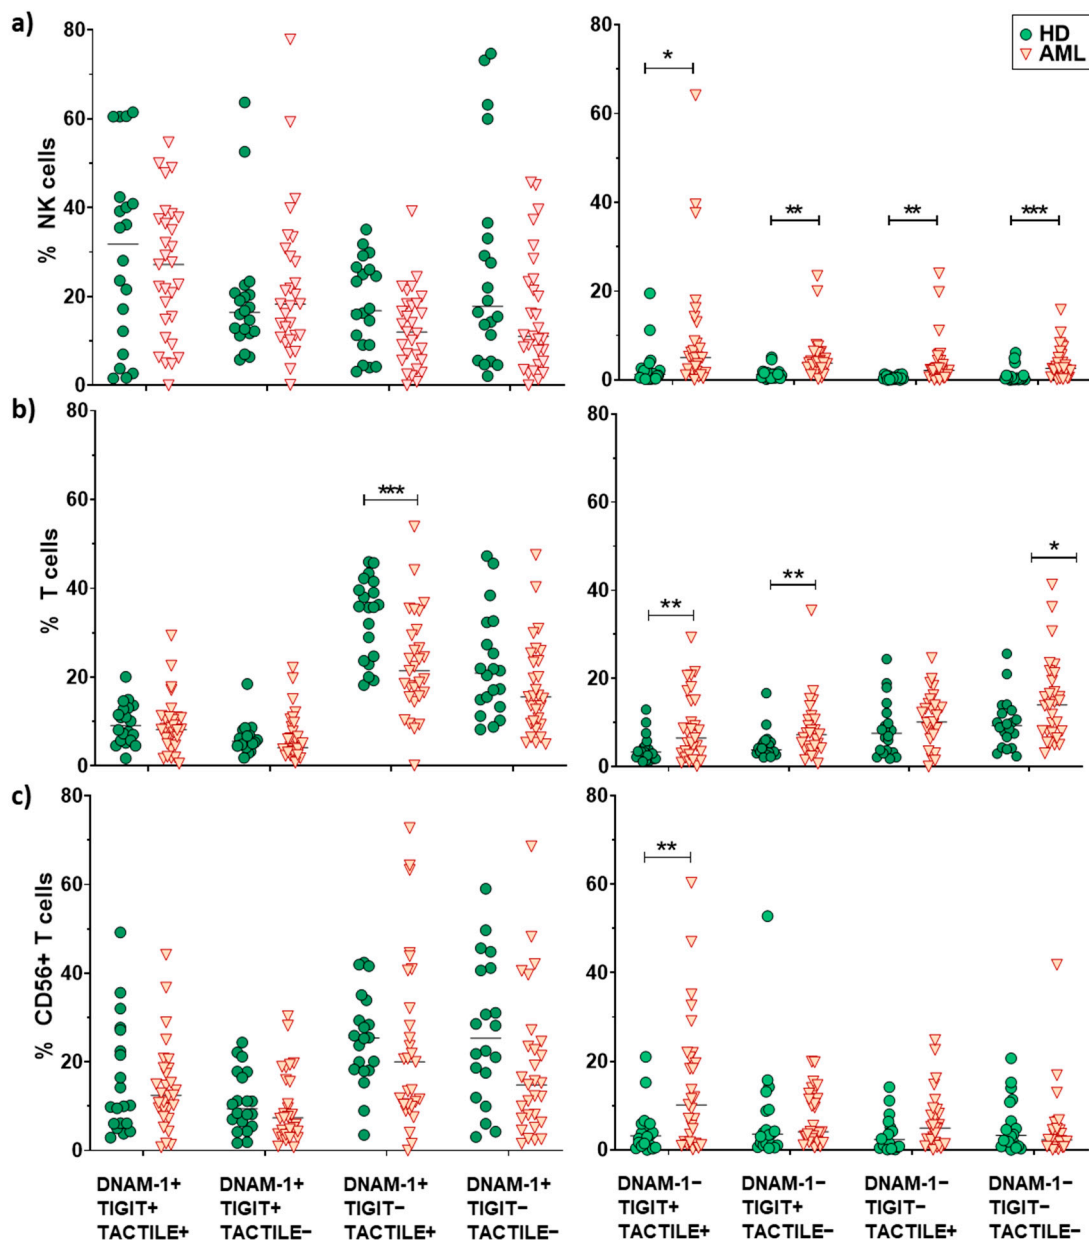 a)
% NK cells
80
60
40
20
0
*
**
**
***
80
60
40
20
0
HD
AML
b)
% T cells
80
60
40
20
0
***
80
60
40
20
0
**
**
*
c)
% CD56+ T cells
80
60
40
20
0
80
60
40
20
0
**
DNAM-1+
TIGIT+
TACTILE+
DNAM-1+
TIGIT+
TACTILE−
DNAM-1+
TIGIT−
TACTILE+
DNAM-1+
TIGIT−
TACTILE−
DNAM-1−
TIGIT+
TACTILE+
DNAM-1−
TIGIT+
TACTILE−
DNAM-1−
TIGIT−
TACTILE+
DNAM-1−
TIGIT−
TACTILE−